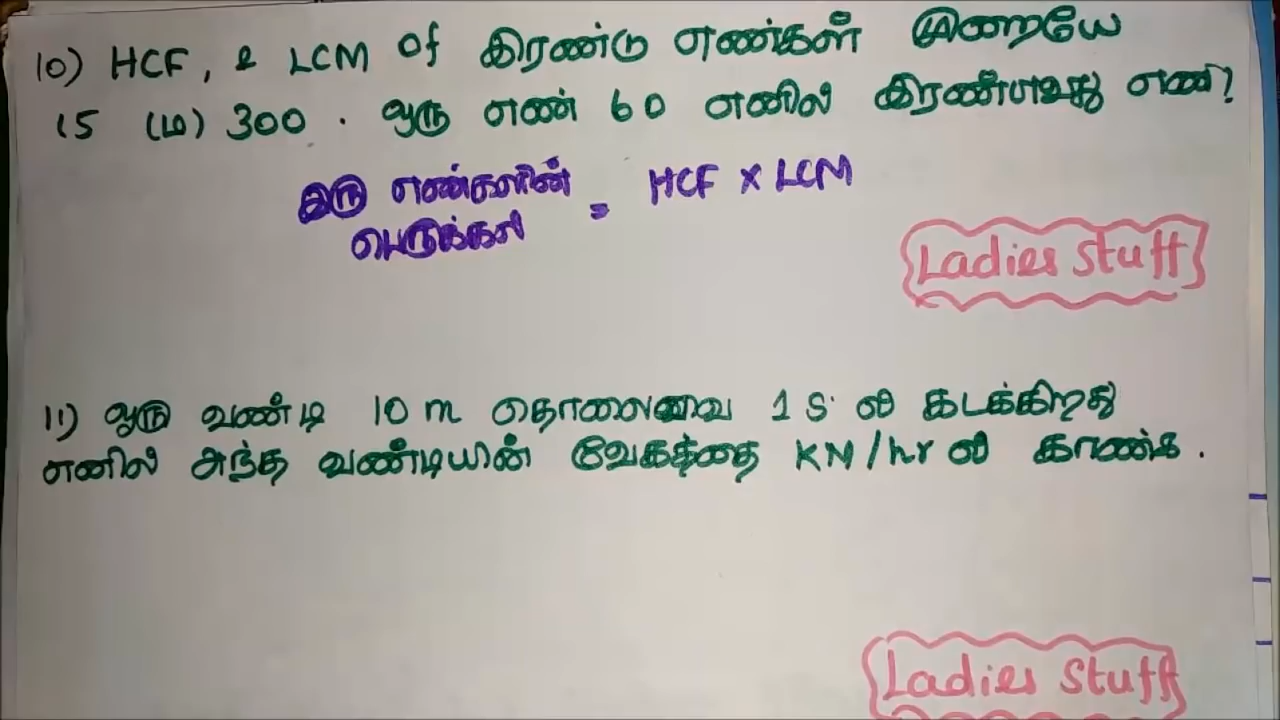 10) HCF, & LCM of இரண்டு எண்கள் முறையே
15 (ம) 300 . ஒரு எண் 60 எனில் இரண்டாவது எண்?
இரு எண்களின் = HCF X LCM
பெருக்கல்
Ladies Stuff
11) ஒரு வண்டி 10 m தொலைவை 1 s ல் கடக்கிறது
எனில் அந்த வண்டியின் வேகத்தை KM/hr ல் காண்க .
Ladies Stuff